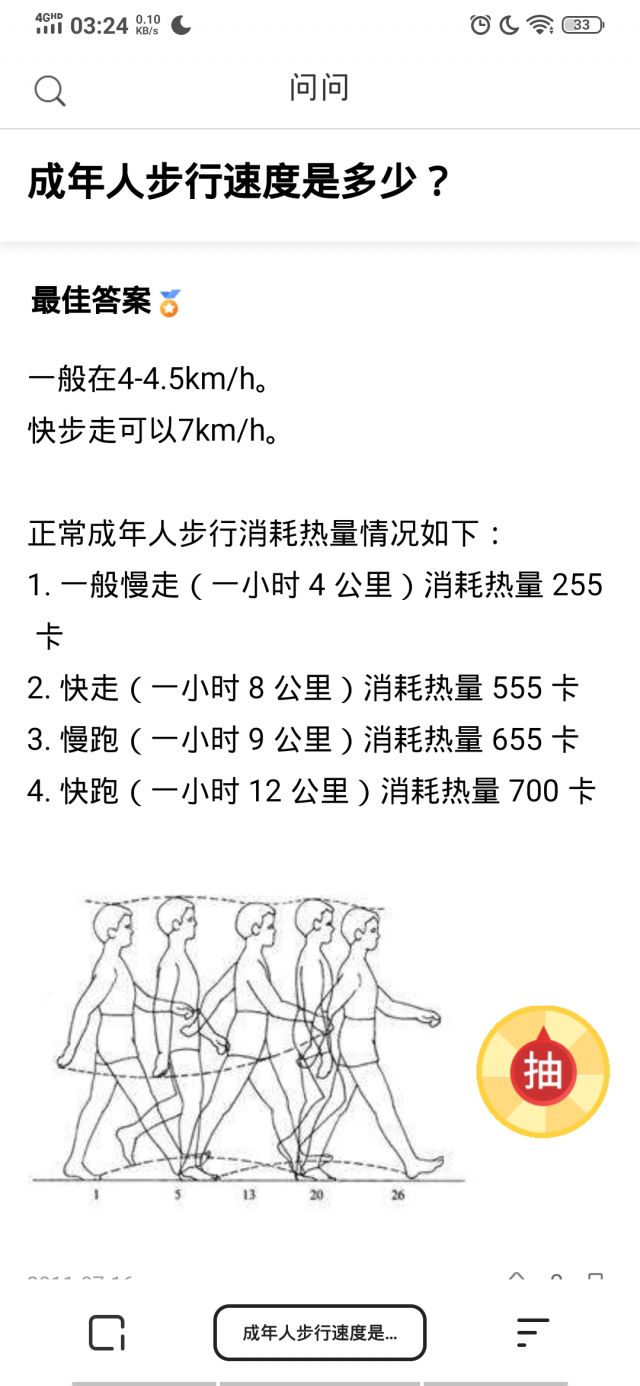 4GHD 03:24 0.10 KB/s 33
问问
成年人步行速度是多少？
最佳答案
一般在4-4.5km/h。
快步走可以7km/h。
正常成年人步行消耗热量情况如下：
1. 一般慢走（一小时 4 公里）消耗热量 255
卡
2. 快走（一小时 8 公里）消耗热量 555 卡
3. 慢跑（一小时 9 公里）消耗热量 655 卡
4. 快跑（一小时 12 公里）消耗热量 700 卡
抽
1 5 13 20 26
成年人步行速度是...